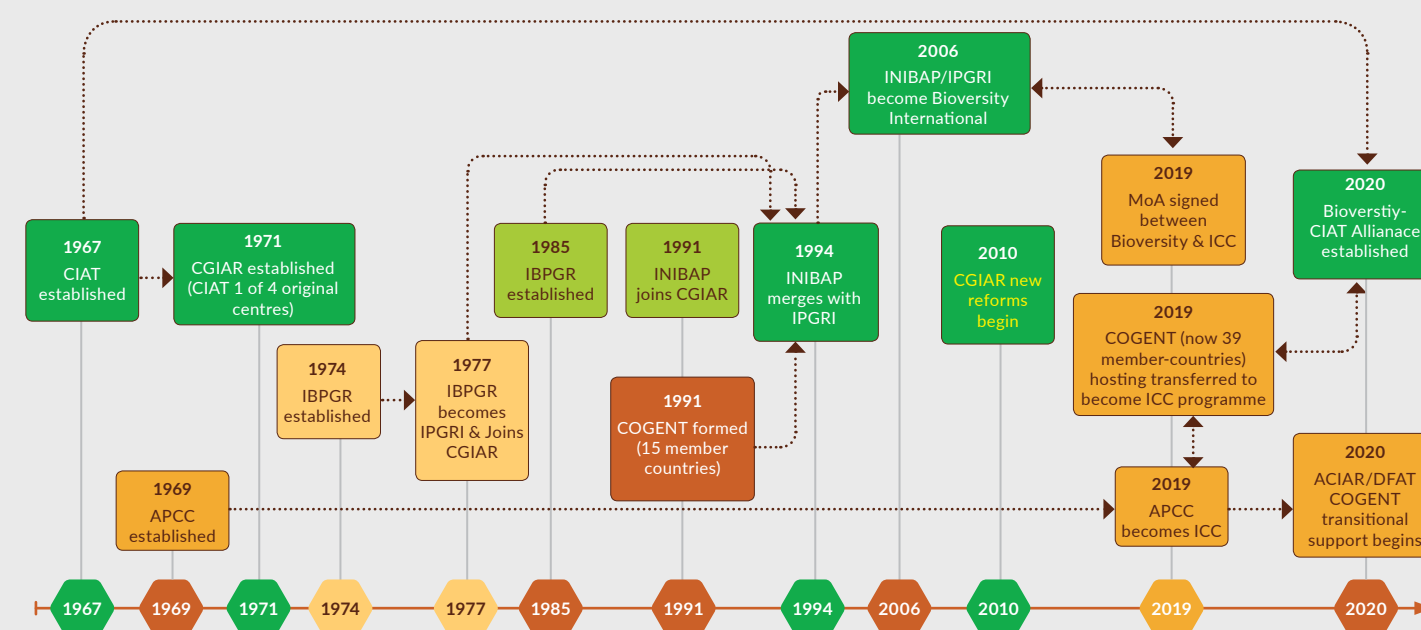 2006
INIBAP/IPGRI
become Bioversity
International
2019
MoA signed
between
Bioversity & ICC
2020
Bioverstiy-
CIAT Allianace
established
1967
CIAT
established
1971
CGIAR established
(CIAT 1 of 4 original
centres)
1985
IBPGR
established
1991
INIBAP
joins CGIAR
1994
INIBAP
merges with
IPGRI
2010
CGIAR new
reforms
begin
2019
COGENT (now 39
member-countries)
hosting transferred to
become ICC programme
1974
IBPGR
established
1977
IBPGR
becomes
IPGRI & Joins
CGIAR
1991
COGENT formed
(15 member
countries)
1969
APCC
established
2019
APCC
becomes ICC
2020
ACIAR/DFAT
COGENT
transitional
support begins
1967
1969
1971
1974
1977
1985
1991
1994
2006
2010
2019
2020